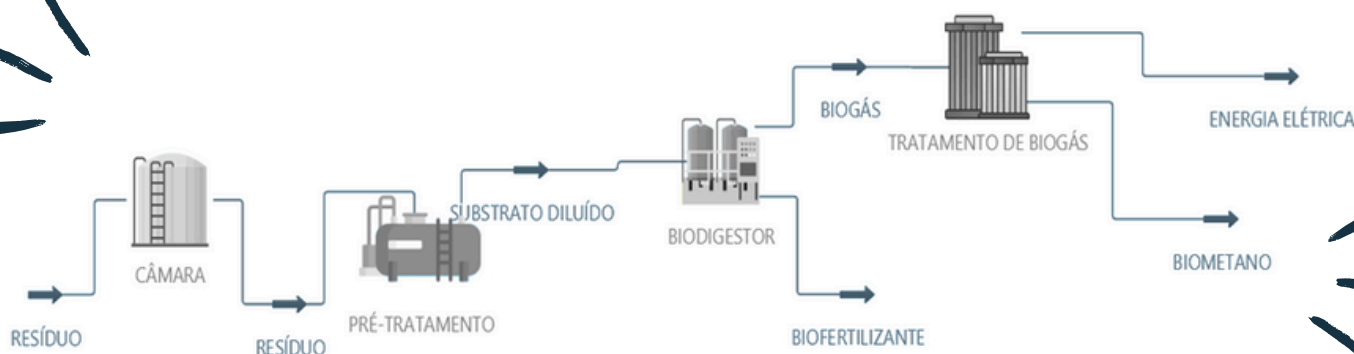 RESÍDUO
CÂMARA
RESÍDUO
PRÉ-TRATAMENTO
SUBSTRATO DILUÍDO
BIODIGESTOR
BIOGÁS
BIOFERTILIZANTE
TRATAMENTO DE BIOGÁS
ENERGIA ELÉTRICA
BIOMETANO